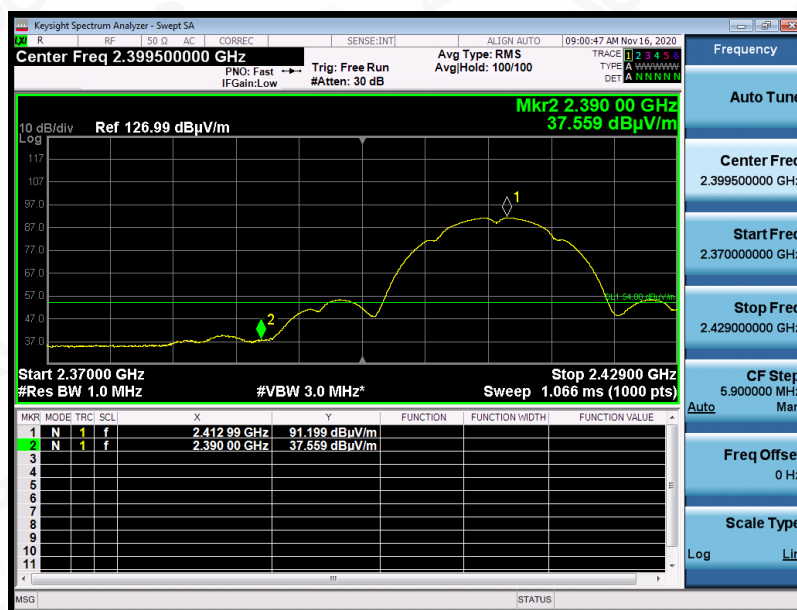 Keysight Spectrum Analyzer - Swept SA
LXI R RF 50 Ω AC CORREC SENSE:INT ALIGN AUTO 09:00:47 AM Nov 16, 2020
Center Freq 2.399500000 GHz
PNO: Fast
IFGain:Low
Trig: Free Run
#Atten: 30 dB
Avg Type: RMS
Avg|Hold: 100/100
TRACE 1 2 3 4 5 6
TYPE A WWWWW
DET A N N N N N
Mkr2 2.390 00 GHz
37.559 dBµV/m
10 dB/div Ref 126.99 dBµV/m
Log
117
107
97.0
87.0
77.0
67.0
57.0
47.0
37.0
1
2
DL1 54.00 dBµV/m
Start 2.37000 GHz Stop 2.42900 GHz
#Res BW 1.0 MHz #VBW 3.0 MHz* Sweep 1.066 ms (1000 pts)
MKR MODE TRC SCL X Y FUNCTION FUNCTION WIDTH FUNCTION VALUE
1 N 1 f 2.412 99 GHz 91.199 dBµV/m
2 N 1 f 2.390 00 GHz 37.559 dBµV/m
3
4
5
6
7
8
9
10
11
MSG STATUS
Frequency
Auto Tune
Center Freq
2.399500000 GHz
Start Freq
2.370000000 GHz
Stop Freq
2.429000000 GHz
CF Step
5.900000 MHz
Auto Man
Freq Offset
0 Hz
Scale Type
Log Lin